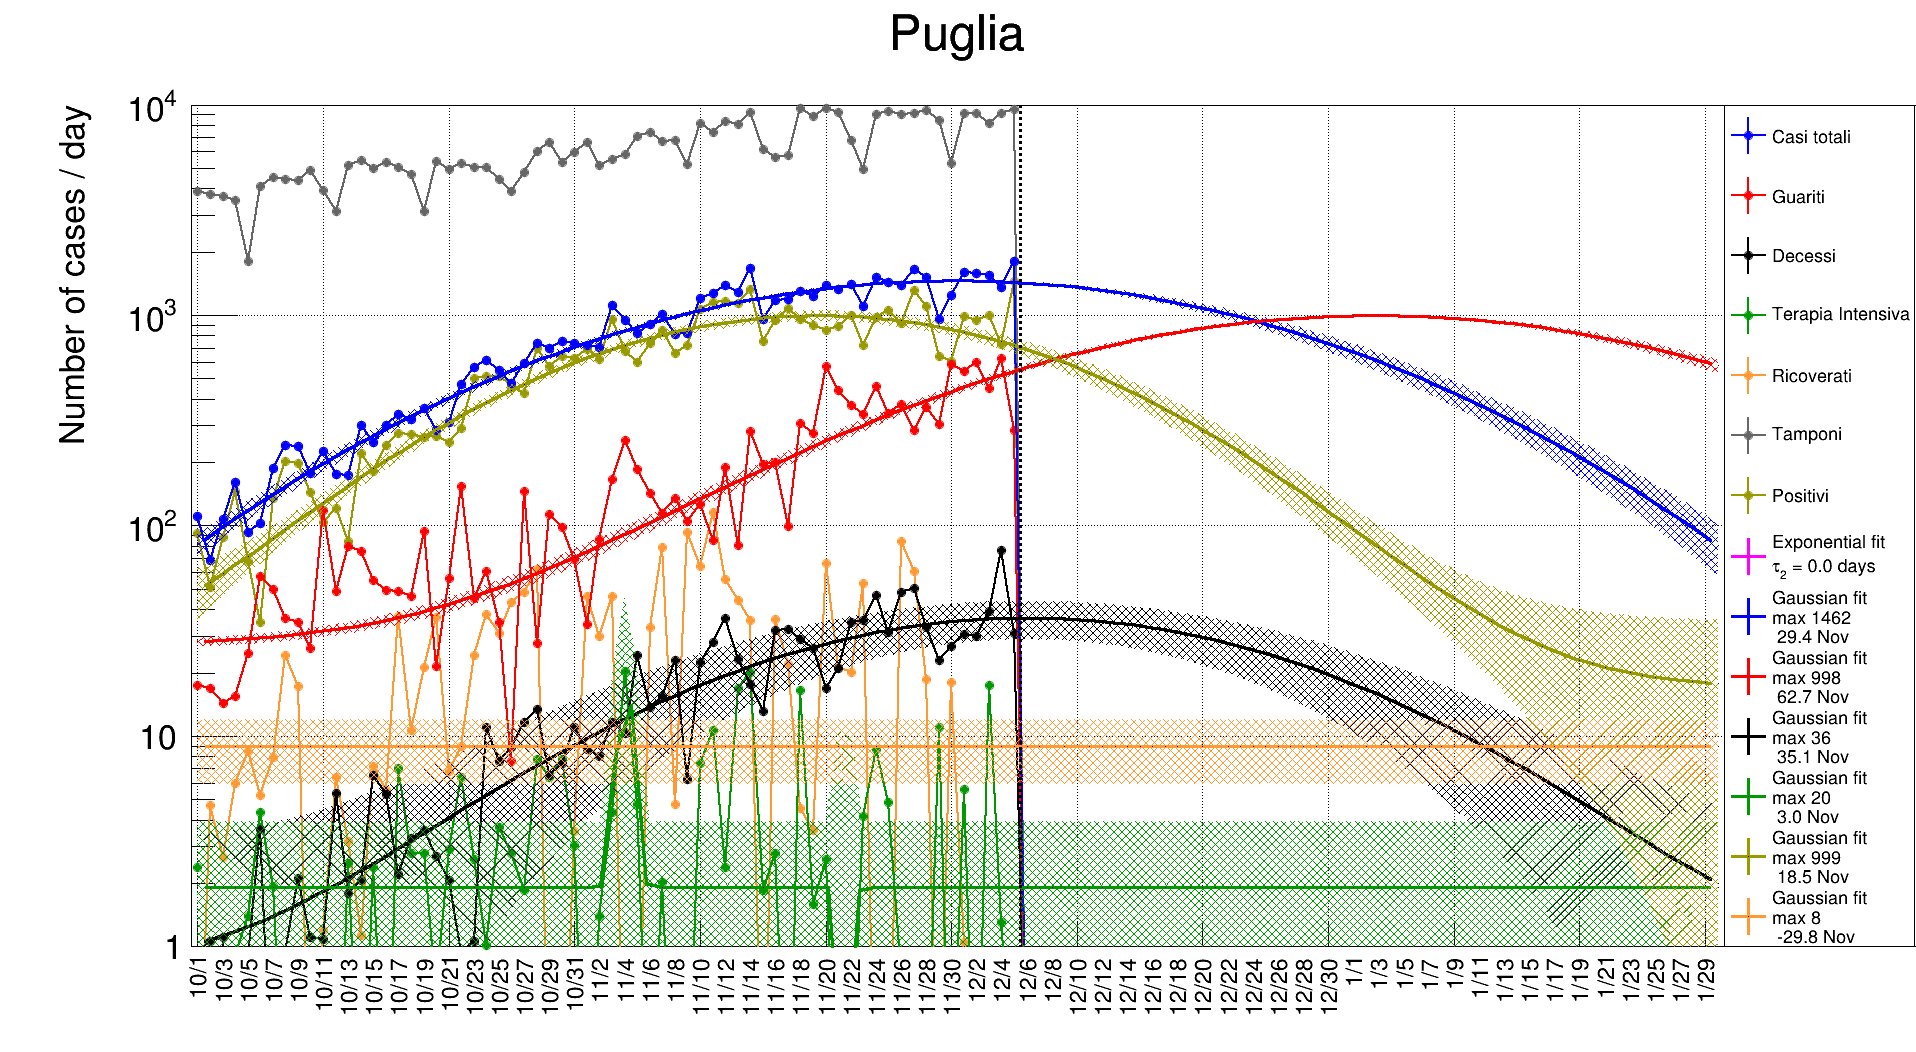 Puglia
Number of cases / day
10⁴
10³
10²
10
1
10/1 10/3 10/5 10/7 10/9 10/11 10/13 10/15 10/17 10/19 10/21 10/23 10/25 10/27 10/29 10/31 11/2 11/4 11/6 11/8 11/10 11/12 11/14 11/16 11/18 11/20 11/22 11/24 11/26 11/28 11/30 12/2 12/4 12/6 12/8 12/10 12/12 12/14 12/16 12/18 12/20 12/22 12/24 12/26 12/28 12/30 1/1 1/3 1/5 1/7 1/9 1/11 1/13 1/15 1/17 1/19 1/21 1/23 1/25 1/27 1/29
Casi totali
Guariti
Decessi
Terapia Intensiva
Ricoverati
Tamponi
Positivi
Exponential fit
τ₂ = 0.0 days
Gaussian fit
max 1462
29.4 Nov
Gaussian fit
max 998
62.7 Nov
Gaussian fit
max 36
35.1 Nov
Gaussian fit
max 20
3.0 Nov
Gaussian fit
max 999
18.5 Nov
Gaussian fit
max 8
-29.8 Nov